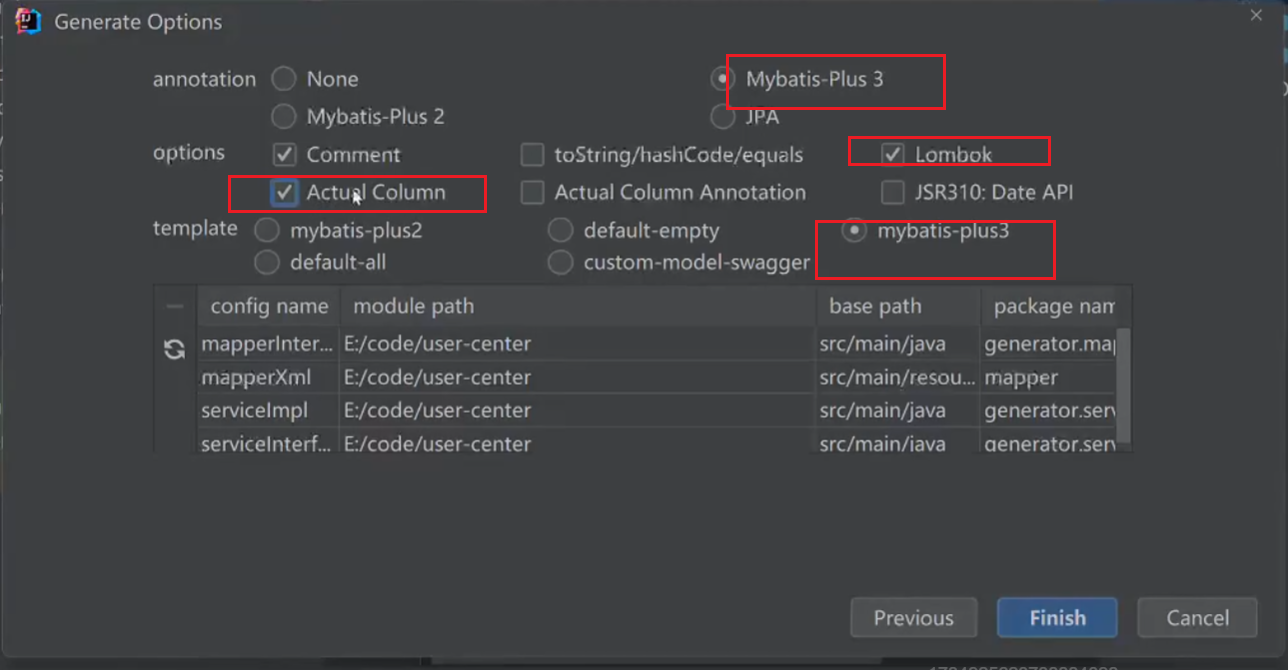 Generate Options
annotation None Mybatis-Plus 3
Mybatis-Plus 2 JPA
options Comment toString/hashCode/equals Lombok
Actual Column Actual Column Annotation JSR310: Date API
template mybatis-plus2 default-empty mybatis-plus3
default-all custom-model-swagger
config name module path base path package nam
mapperInter... E:/code/user-center src/main/java generator.map
mapperXml E:/code/user-center src/main/resou... mapper
serviceImpl E:/code/user-center src/main/java generator.serv
serviceInterf... E:/code/user-center src/main/java generator.serv
Previous Finish Cancel